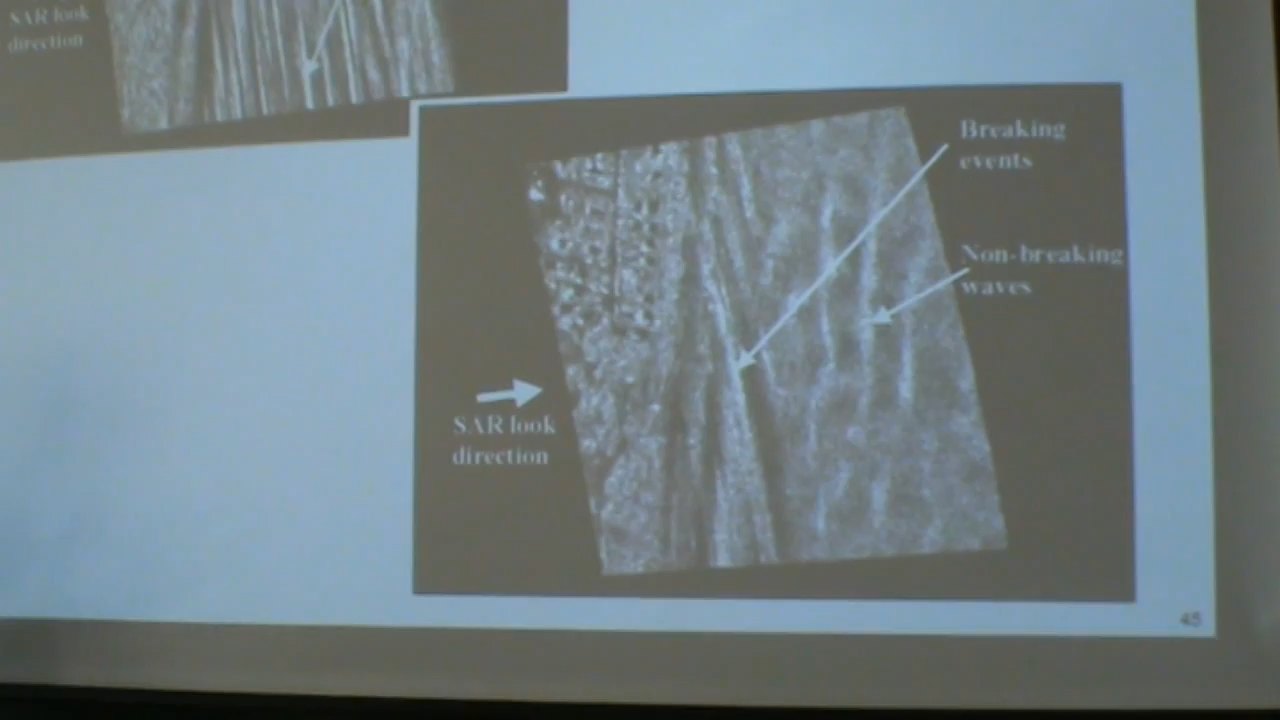 SAR look
direction
Breaking
events
Non-breaking
waves
SAR look
direction
45